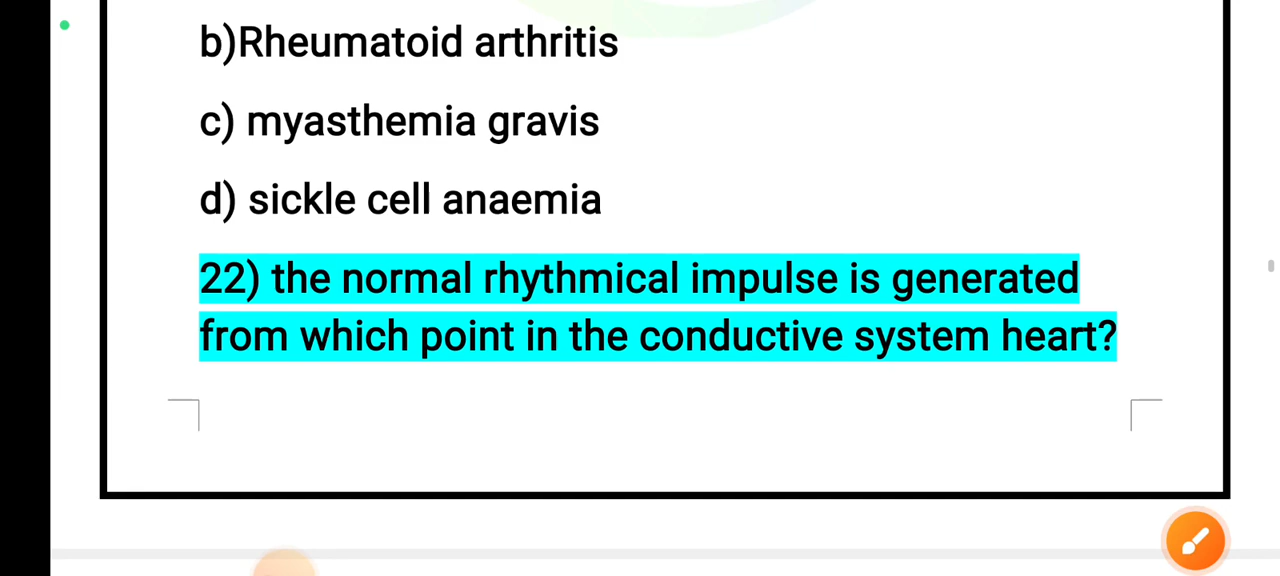 b)Rheumatoid arthritis
c) myasthemia gravis
d) sickle cell anaemia
22) the normal rhythmical impulse is generated
from which point in the conductive system heart?